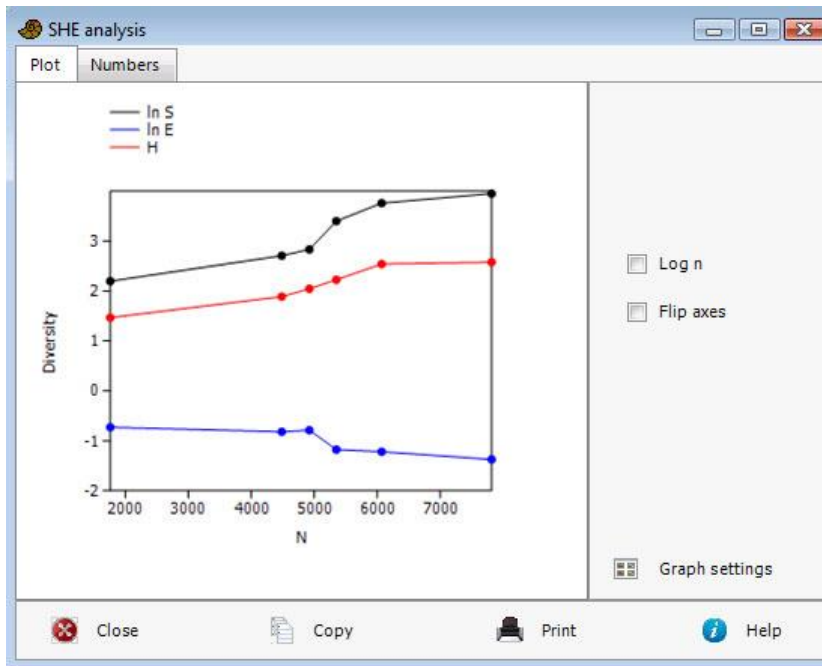 SHE analysis
Plot Numbers
ln S
ln E
H
3
2
1
0
-1
-2
Diversity
2000 3000 4000 5000 6000 7000
N
Log n
Flip axes
Graph settings
Close Copy Print Help